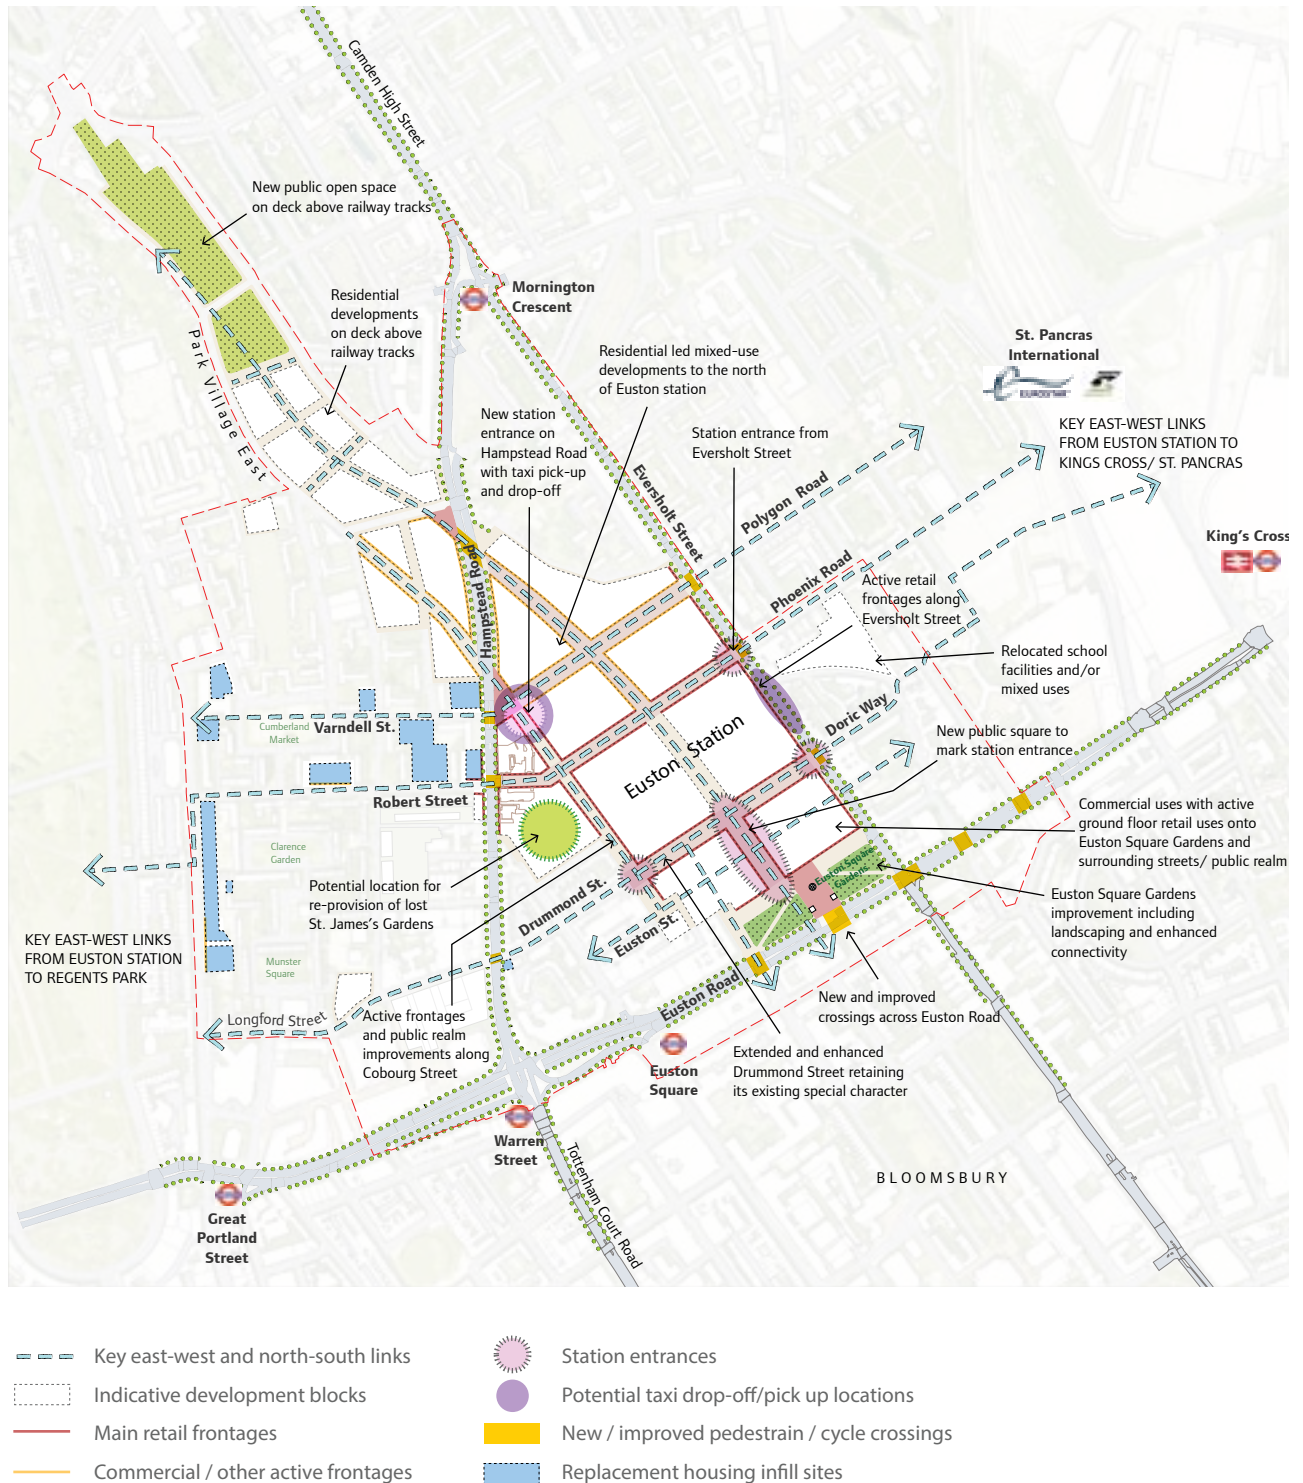 Camden High Street
New public open space
on deck above railway tracks
Mornington
Crescent
Residential
developments
on deck above
railway tracks
Park Village East
Residential led mixed-use
developments to the north
of Euston station
St. Pancras
International
EUROSTAR
New station
entrance on
Hampstead Road
with taxi pick-up
and drop-off
Station entrance from
Eversholt Street
KEY EAST-WEST LINKS
FROM EUSTON STATION TO
KINGS CROSS/ ST. PANCRAS
Eversholt Street
Polygon Road
Phoenix Road
King's Cross
Hampstead Road
Active retail
frontages along
Eversholt Street
Relocated school
facilities and/or
mixed uses
Cumberland
Market
Varndell St.
Euston Station
Doric Way
New public square to
mark station entrance
Robert Street
Clarence
Garden
Commercial uses with active
ground floor retail uses onto
Euston Square Gardens and
surrounding streets/ public realm
Potential location for
re-provision of lost
St. James's Gardens
Drummond St.
Euston St.
Euston Square
Gardens
Euston Square Gardens
improvement including
landscaping and enhanced
connectivity
KEY EAST-WEST LINKS
FROM EUSTON STATION
TO REGENTS PARK
Munster
Square
Longford Street
Euston Road
New and improved
crossings across Euston Road
Active frontages
and public realm
improvements along
Cobourg Street
Euston
Square
Extended and enhanced
Drummond Street retaining
its existing special character
Warren
Street
Tottenham Court Road
BLOOMSBURY
Great
Portland
Street
Key east-west and north-south links
Station entrances
Indicative development blocks
Potential taxi drop-off/pick up locations
Main retail frontages
New / improved pedestrain / cycle crossings
Commercial / other active frontages
Replacement housing infill sites